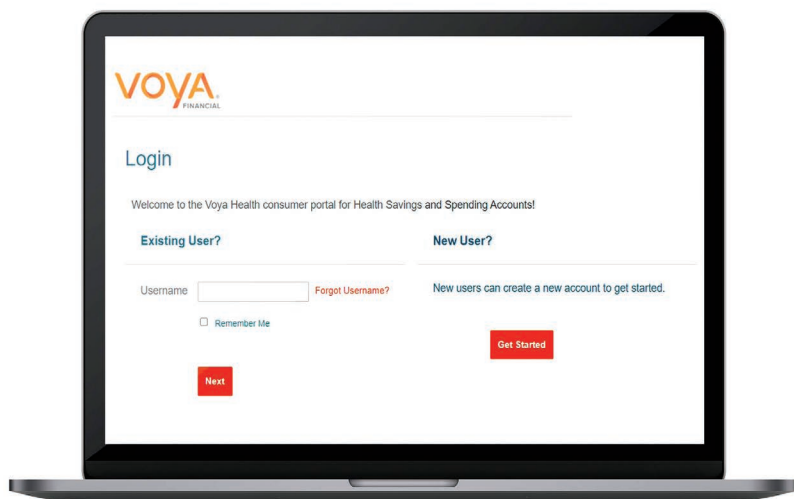 VOYA
FINANCIAL
Login
Welcome to the Voya Health consumer portal for Health Savings and Spending Accounts!
Existing User?
Username
Forgot Username?
Remember Me
Next
New User?
New users can create a new account to get started.
Get Started